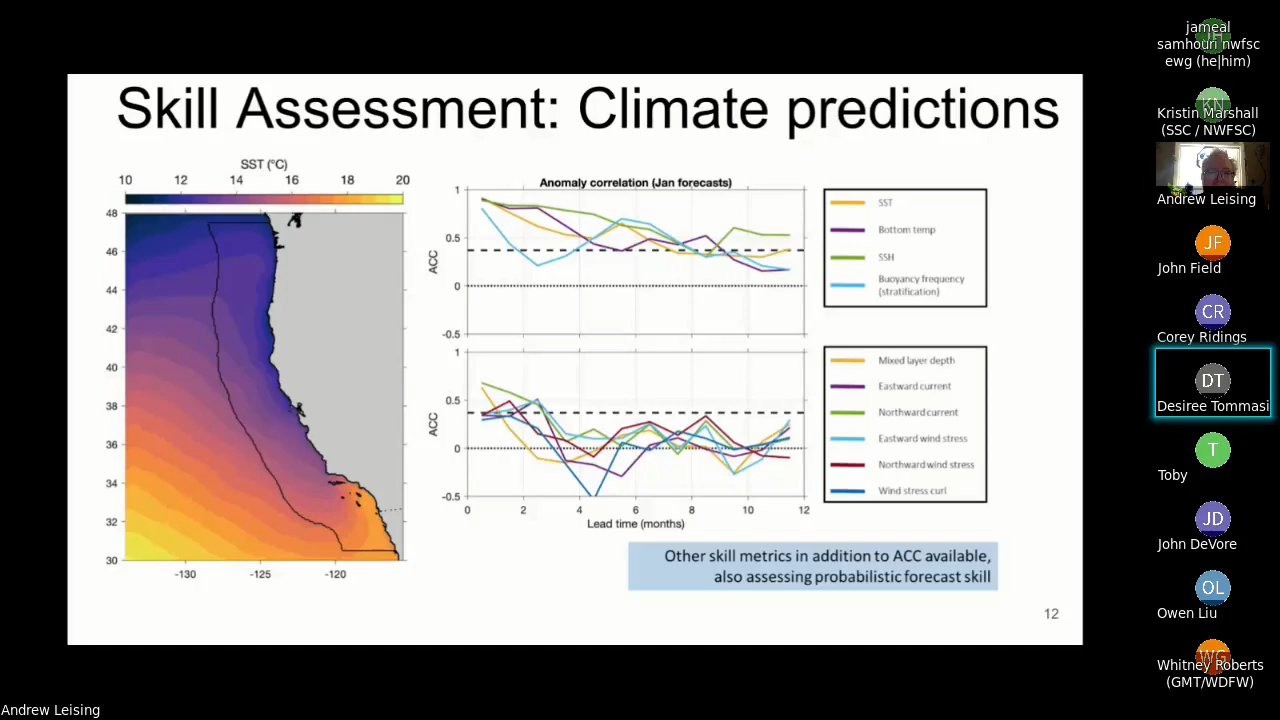 Skill Assessment: Climate predictions
SST (°C)
10 12 14 16 18 20
48
46
44
42
40
38
36
34
32
30
-130 -125 -120
Anomaly correlation (Jan forecasts)
1
0.5
0
-0.5
ACC
SST
Bottom temp
SSH
Buoyancy frequency
(stratification)
1
0.5
0
-0.5
ACC
0 2 4 6 8 10 12
Lead time (months)
Mixed layer depth
Eastward current
Northward current
Eastward wind stress
Northward wind stress
Wind stress curl
Other skill metrics in addition to ACC available,
also assessing probabilistic forecast skill
12
JH
jameal
samhouri nwfsc
ewg (he|him)
KN
Kristin Marshall
(SSC / NWFSC)
Andrew Leising
JF
John Field
CR
Corey Ridings
DT
Desiree Tommasi
T
Toby
JD
John DeVore
OL
Owen Liu
WG
Whitney Roberts
(GMT/WDFW)
Andrew Leising